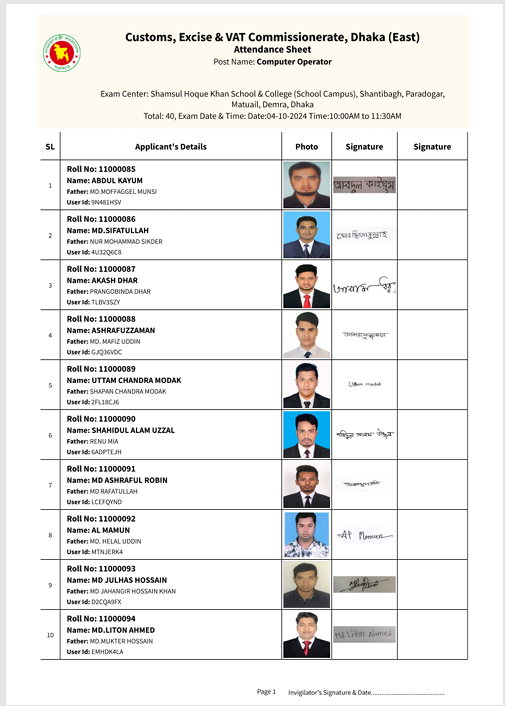 Customs, Excise & VAT Commissionerate, Dhaka (East)
Attendance Sheet
Post Name: Computer Operator
Exam Center: Shamsul Hoque Khan School & College (School Campus), Shantibagh, Paradogar,
Matuail, Demra, Dhaka
Total: 40, Exam Date & Time: Date:04-10-2024 Time:10:00AM to 11:30AM
SL Applicant's Details Photo Signature Signature
Roll No: 11000085
Name: ABDUL KAYUM
1 Father: MD.MOFFAGGEL MUNSI আবদুল কাইয়ুম
User Id: 9N481HSV
Roll No: 11000086
Name: MD.SIFATULLAH
2 Father: NUR MOHAMMAD SIKDER
User Id: 4U32Q6C8
Roll No: 11000087
Name: AKASH DHAR
3 Father: PRANGOBINDA DHAR
User Id: TLBV3SZY
Roll No: 11000088
Name: ASHRAFUZZAMAN
4 Father: MD. MAFIZ UDDIN
User Id: GJQ36VDC
Roll No: 11000089
Name: UTTAM CHANDRA MODAK
5 Father: SHAPAN CHANDRA MODAK Uttam modak
User Id: 2FL18CJ6
Roll No: 11000090
Name: SHAHIDUL ALAM UZZAL
6 Father: RENU MIA
User Id: 6ADPTEJH
Roll No: 11000091
Name: MD ASHRAFUL ROBIN
7 Father: MD RAFATULLAH
User Id: LCEFQYND
Roll No: 11000092
Name: AL MAMUN
8 Father: MD. HELAL UDDIN Al Mamun
User Id: MTNJERK4
Roll No: 11000093
Name: MD JULHAS HOSSAIN
9 Father: MD JAHANGIR HOSSAIN KHAN
User Id: D2CQA9FX
Roll No: 11000094
Name: MD.LITON AHMED
10 Father: MD.MUKTER HOSSAIN Md.Liton Ahmed
User Id: EMHDK4LA
Page 1 Invigilator's Signature & Date..........................................